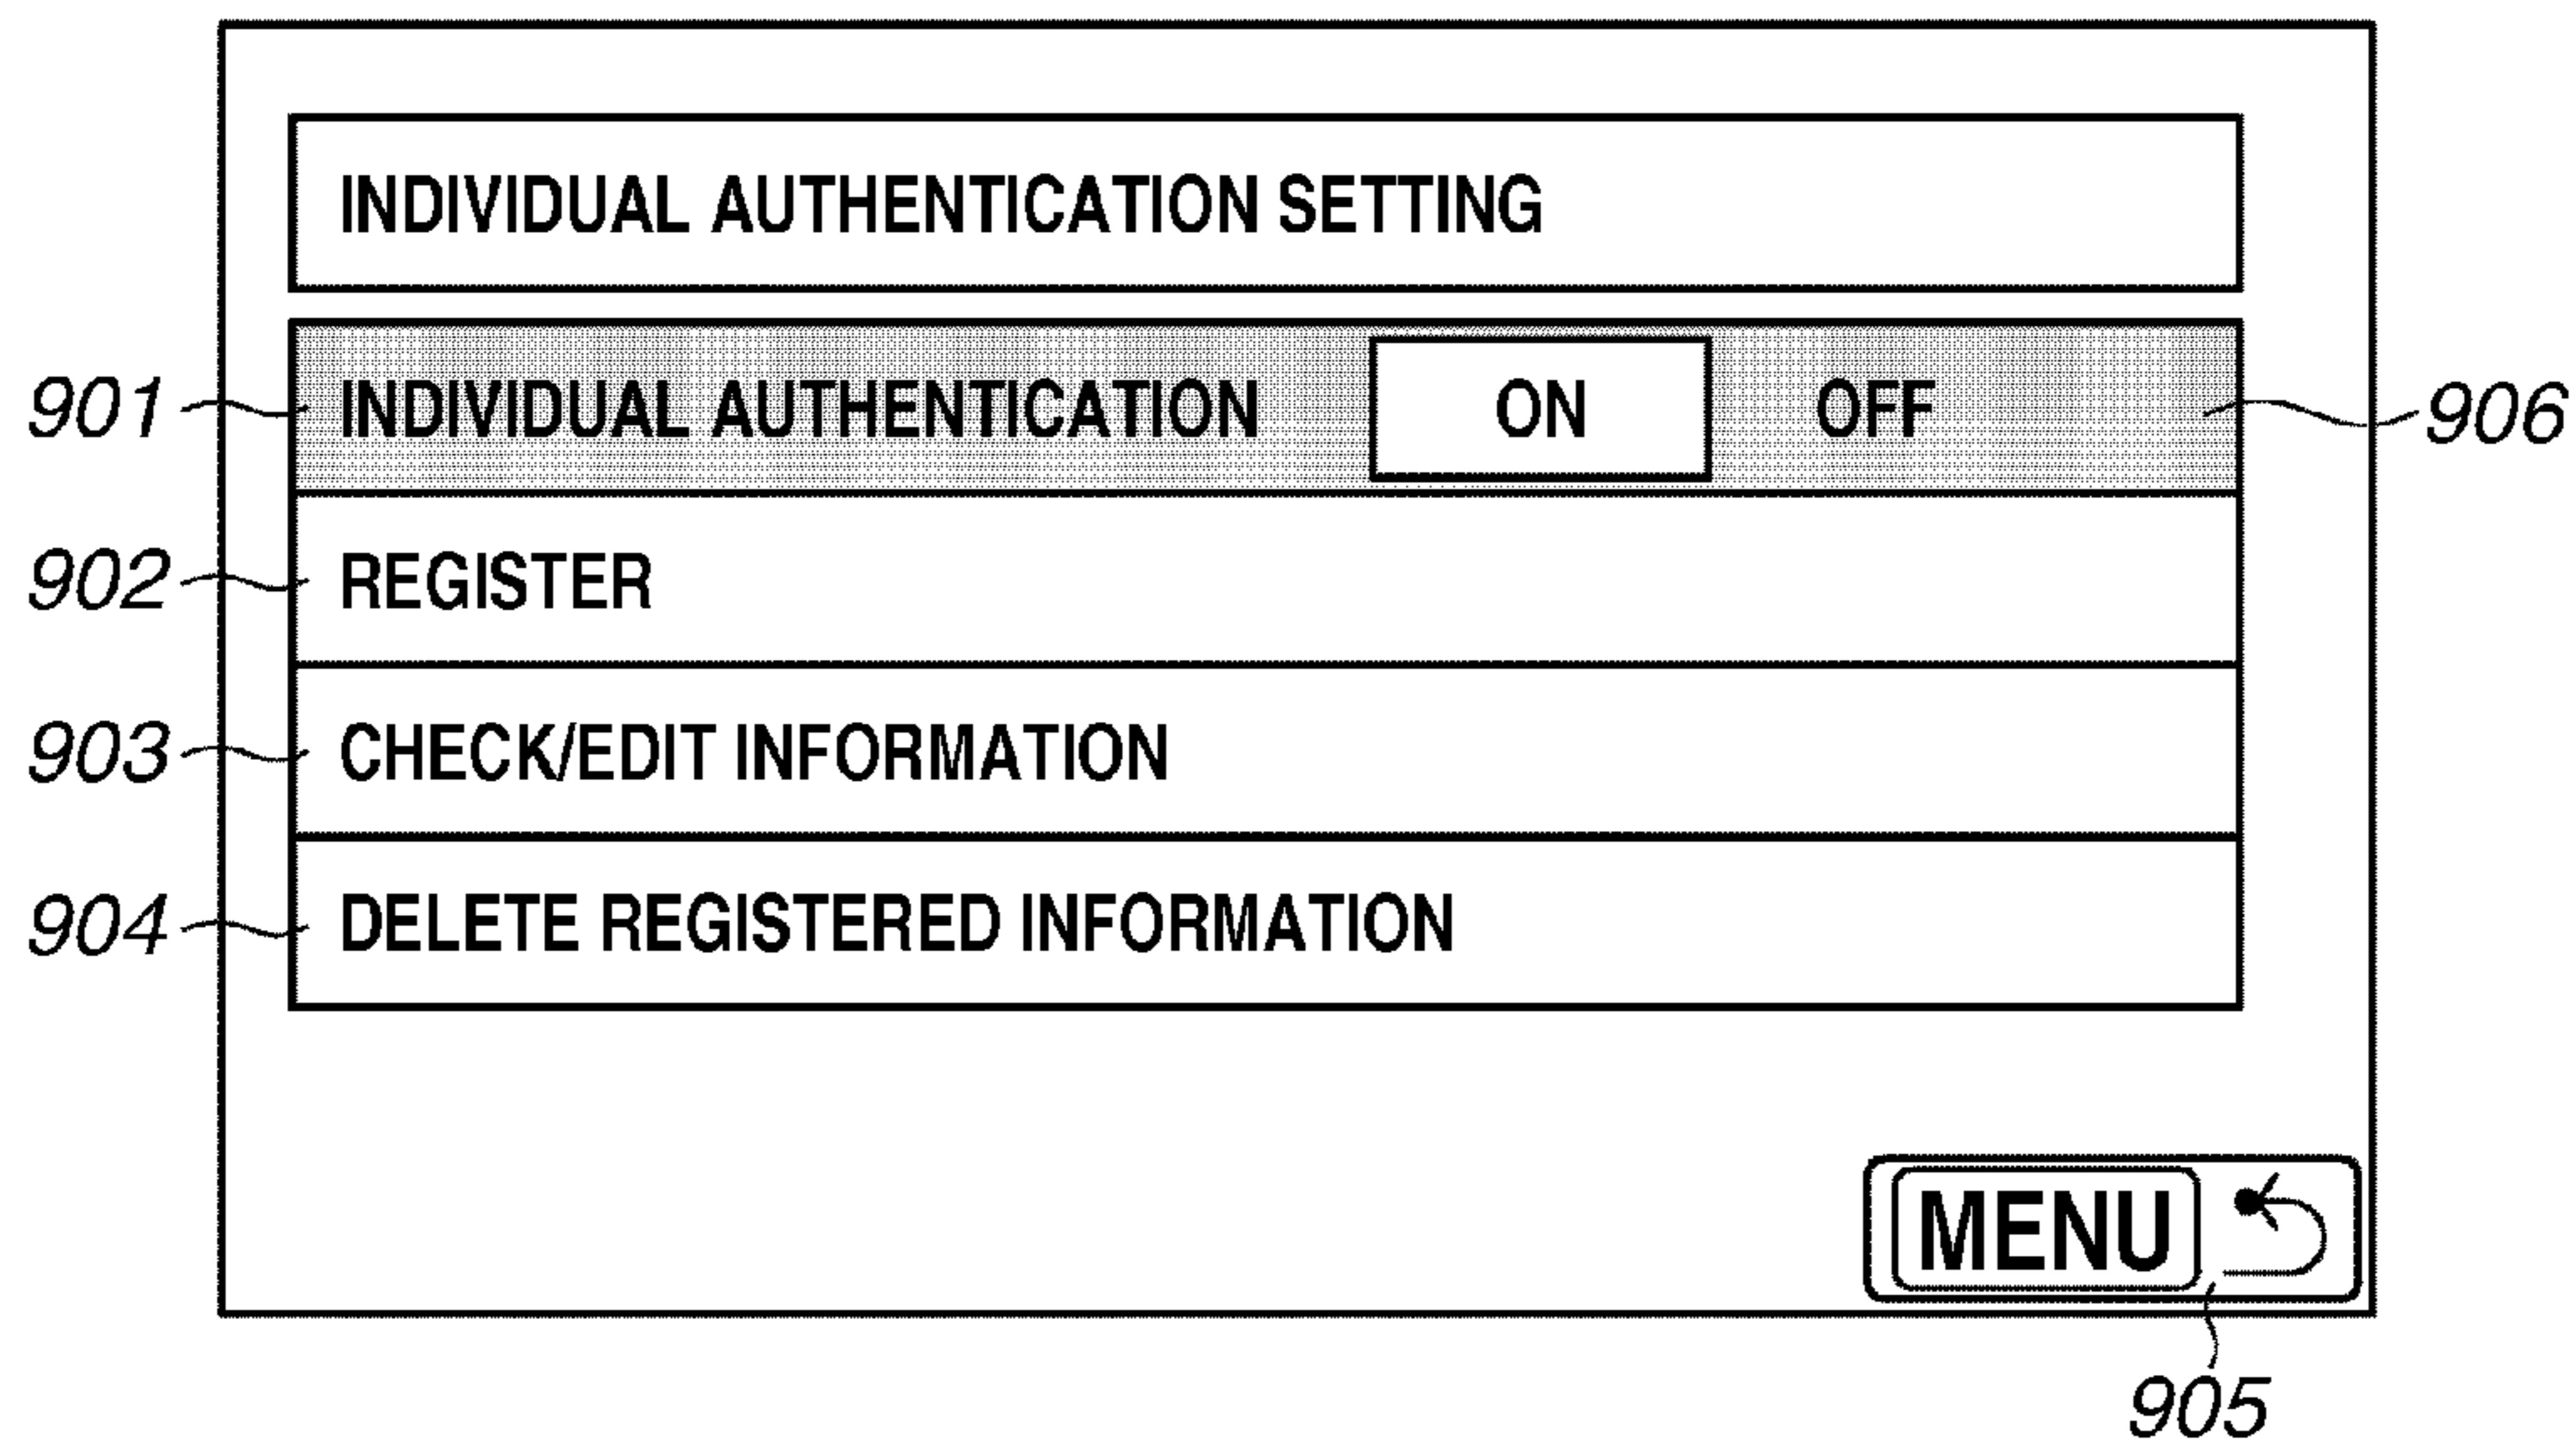 INDIVIDUAL AUTHENTICATION SETTING
901 INDIVIDUAL AUTHENTICATION ON OFF 906
902 REGISTER
903 CHECK/EDIT INFORMATION
904 DELETE REGISTERED INFORMATION
MENU
905